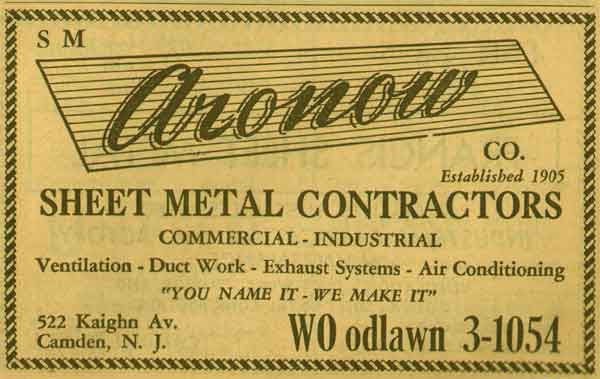 S M
Aronow
CO.
Established 1905
SHEET METAL CONTRACTORS
COMMERCIAL - INDUSTRIAL
Ventilation - Duct Work - Exhaust Systems - Air Conditioning
"YOU NAME IT - WE MAKE IT"
522 Kaighn Av.
Camden, N. J.
WO odlawn 3-1054